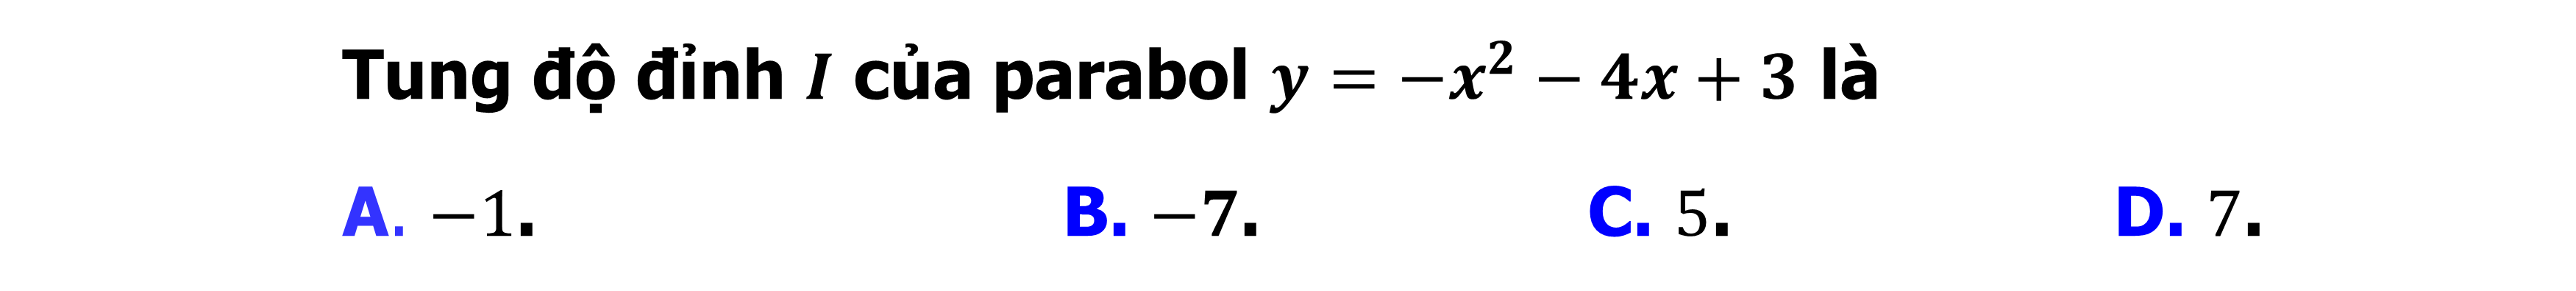 Tung độ đỉnh I của parabol y = −x² − 4x + 3 là
A. −1. B. −7. C. 5. D. 7.